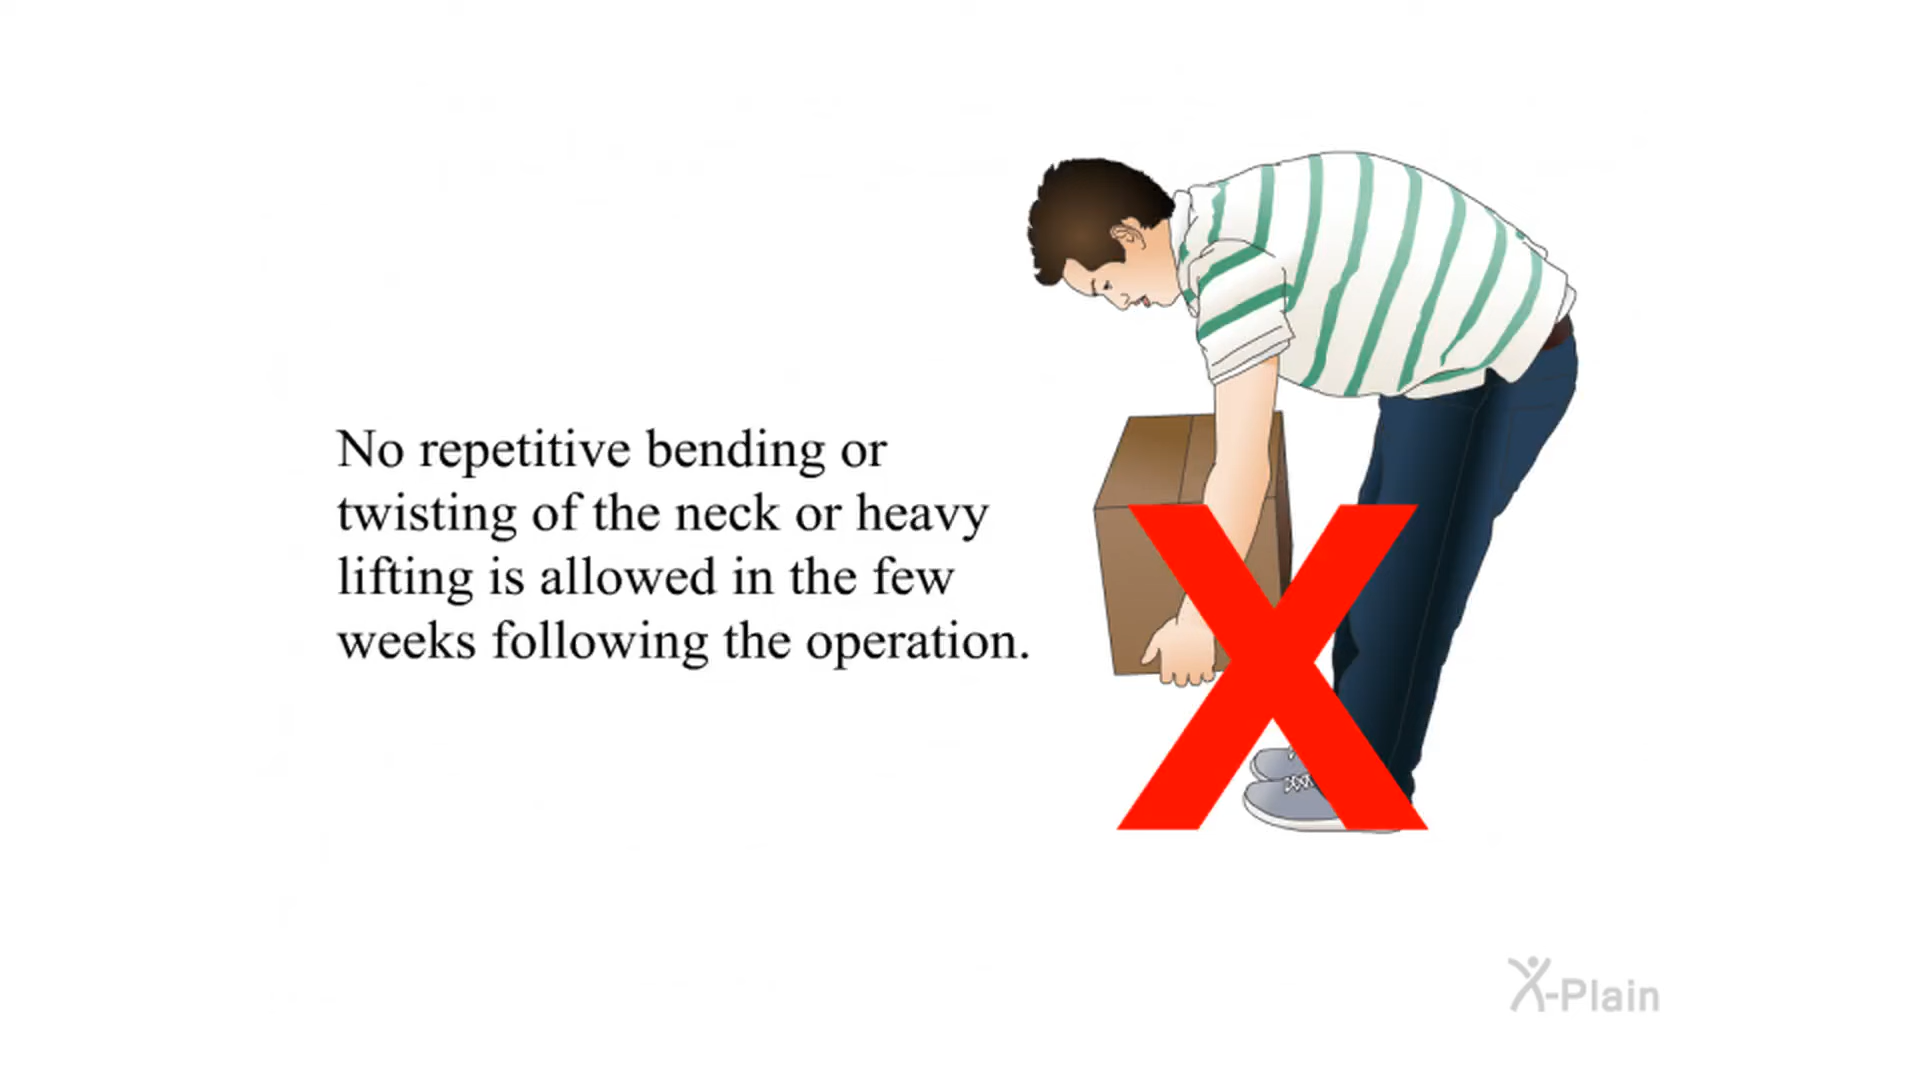 No repetitive bending or
twisting of the neck or heavy
lifting is allowed in the few
weeks following the operation.
X-Plain